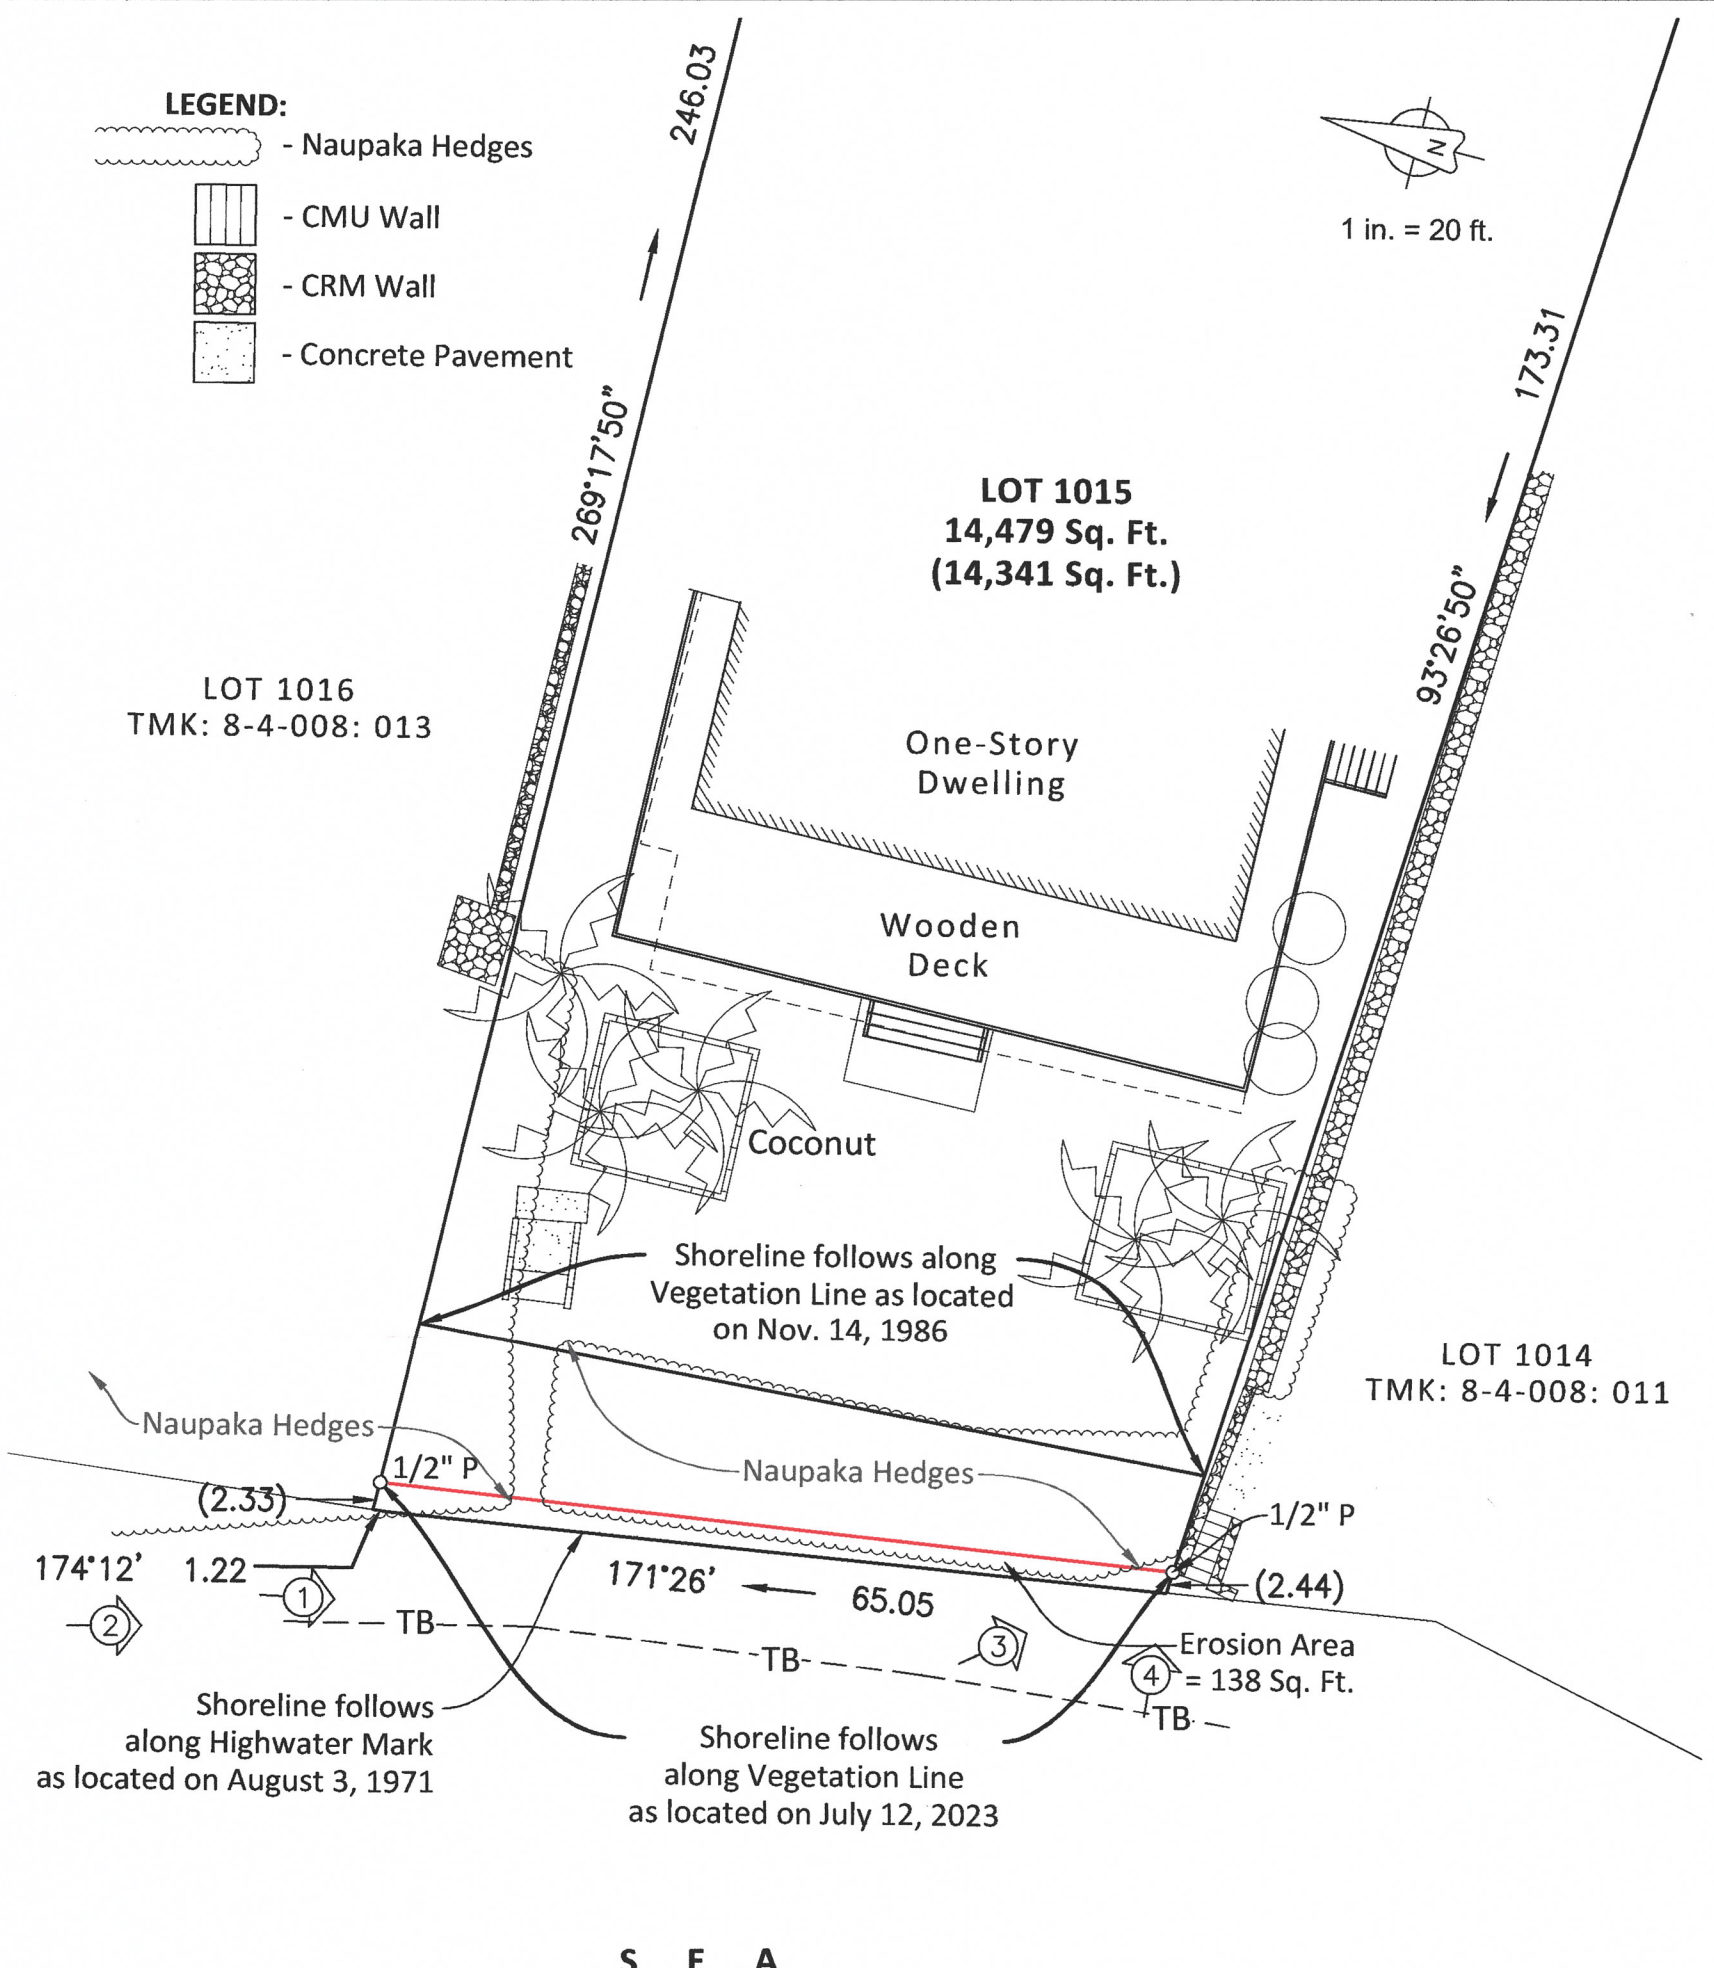 LEGEND:
- Naupaka Hedges
- CMU Wall
- CRM Wall
- Concrete Pavement
246.03
269°17'50"
N
1 in. = 20 ft.
173.31
93°26'50"
LOT 1015
14,479 Sq. Ft.
(14,341 Sq. Ft.)
LOT 1016
TMK: 8-4-008: 013
One-Story
Dwelling
Wooden
Deck
Coconut
Shoreline follows along
Vegetation Line as located
on Nov. 14, 1986
LOT 1014
TMK: 8-4-008: 011
Naupaka Hedges
1/2" P
Naupaka Hedges
(2.33)
1/2" P
174°12' 1.22
171°26' 65.05
(2.44)
1
2
TB
TB
3
4
Erosion Area
= 138 Sq. Ft.
TB
Shoreline follows
along Highwater Mark
as located on August 3, 1971
Shoreline follows
along Vegetation Line
as located on July 12, 2023
S E A